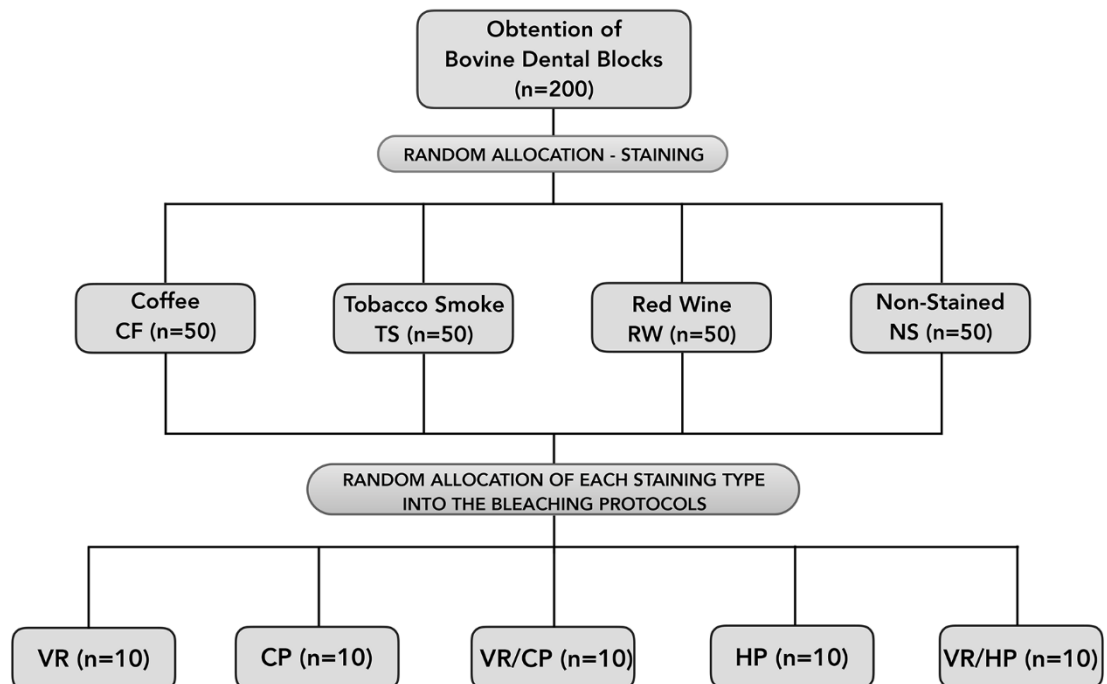 Obtention of
Bovine Dental Blocks
(n=200)
RANDOM ALLOCATION - STAINING
Coffee
CF (n=50)
Tobacco Smoke
TS (n=50)
Red Wine
RW (n=50)
Non-Stained
NS (n=50)
RANDOM ALLOCATION OF EACH STAINING TYPE
INTO THE BLEACHING PROTOCOLS
VR (n=10)
CP (n=10)
VR/CP (n=10)
HP (n=10)
VR/HP (n=10)